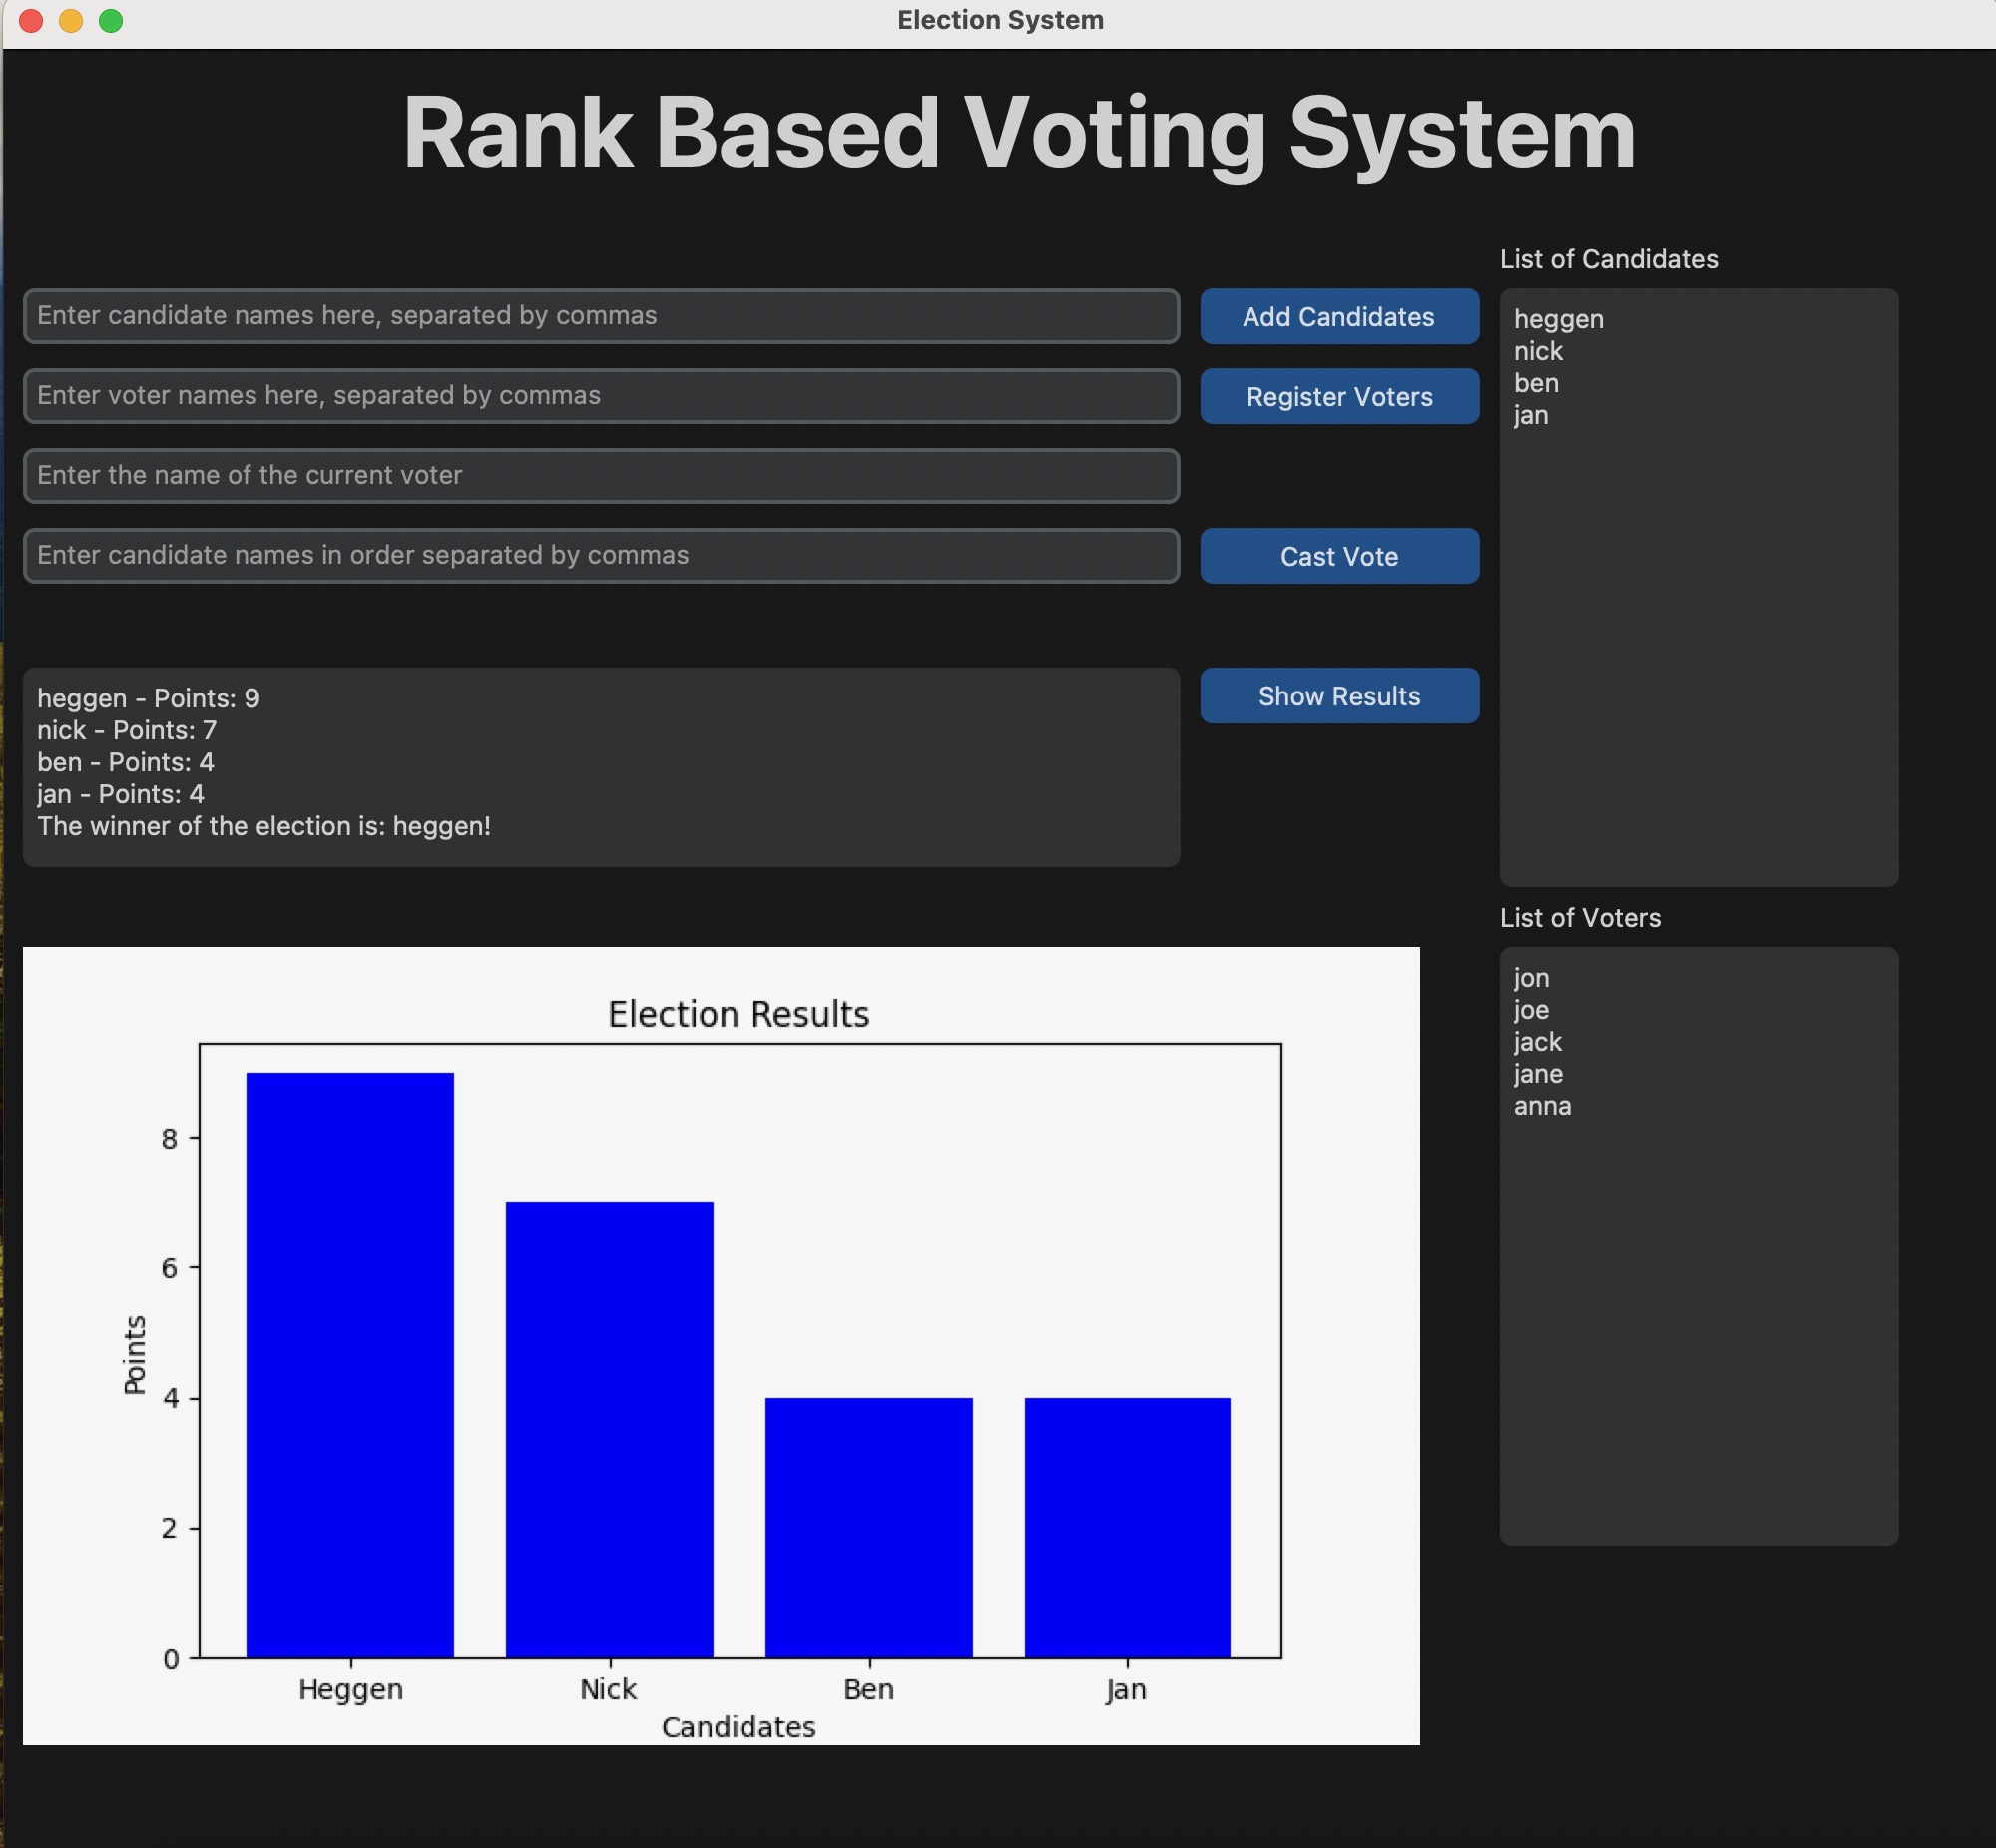 Election System
Rank Based Voting System
List of Candidates
Enter candidate names here, separated by commas
Add Candidates
heggen
nick
ben
jan
Enter voter names here, separated by commas
Register Voters
Enter the name of the current voter
Enter candidate names in order separated by commas
Cast Vote
heggen - Points: 9
nick - Points: 7
ben - Points: 4
jan - Points: 4
The winner of the election is: heggen!
Show Results
List of Voters
jon
joe
jack
jane
anna
Election Results
8
6
4
2
0
Points
Heggen
Nick
Ben
Jan
Candidates